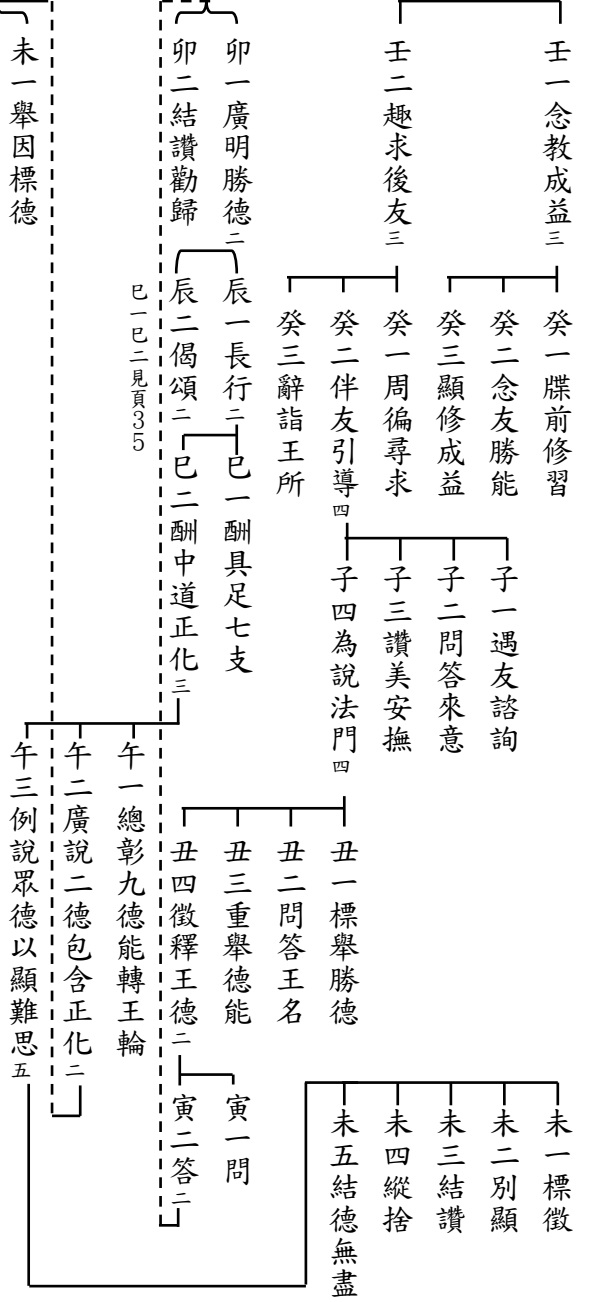 壬一念教成益三
壬二趣求後友三
癸一牒前修習
癸二念友勝能
癸三顯修成益
癸一周徧尋求
癸二伴友引導四
癸三辭詣王所
子一遇友諮詢
子二問答來意
子三讚美安撫
子四為說法門四
丑一標舉勝德
丑二問答王名
丑三重舉德能
丑四徵釋王德二
寅一問
寅二答二
卯一廣明勝德二
卯二結讚勸歸
辰一長行二
辰二偈頌二
巳一巳二見頁35
巳一酬具足七支
巳二酬中道正化三
午一總彰九德能轉王輪
午二廣說二德包含正化二
午三例說眾德以顯難思五
未一標徵
未二別顯
未三結讚
未四縱捨
未五結德無盡
未一舉因標德